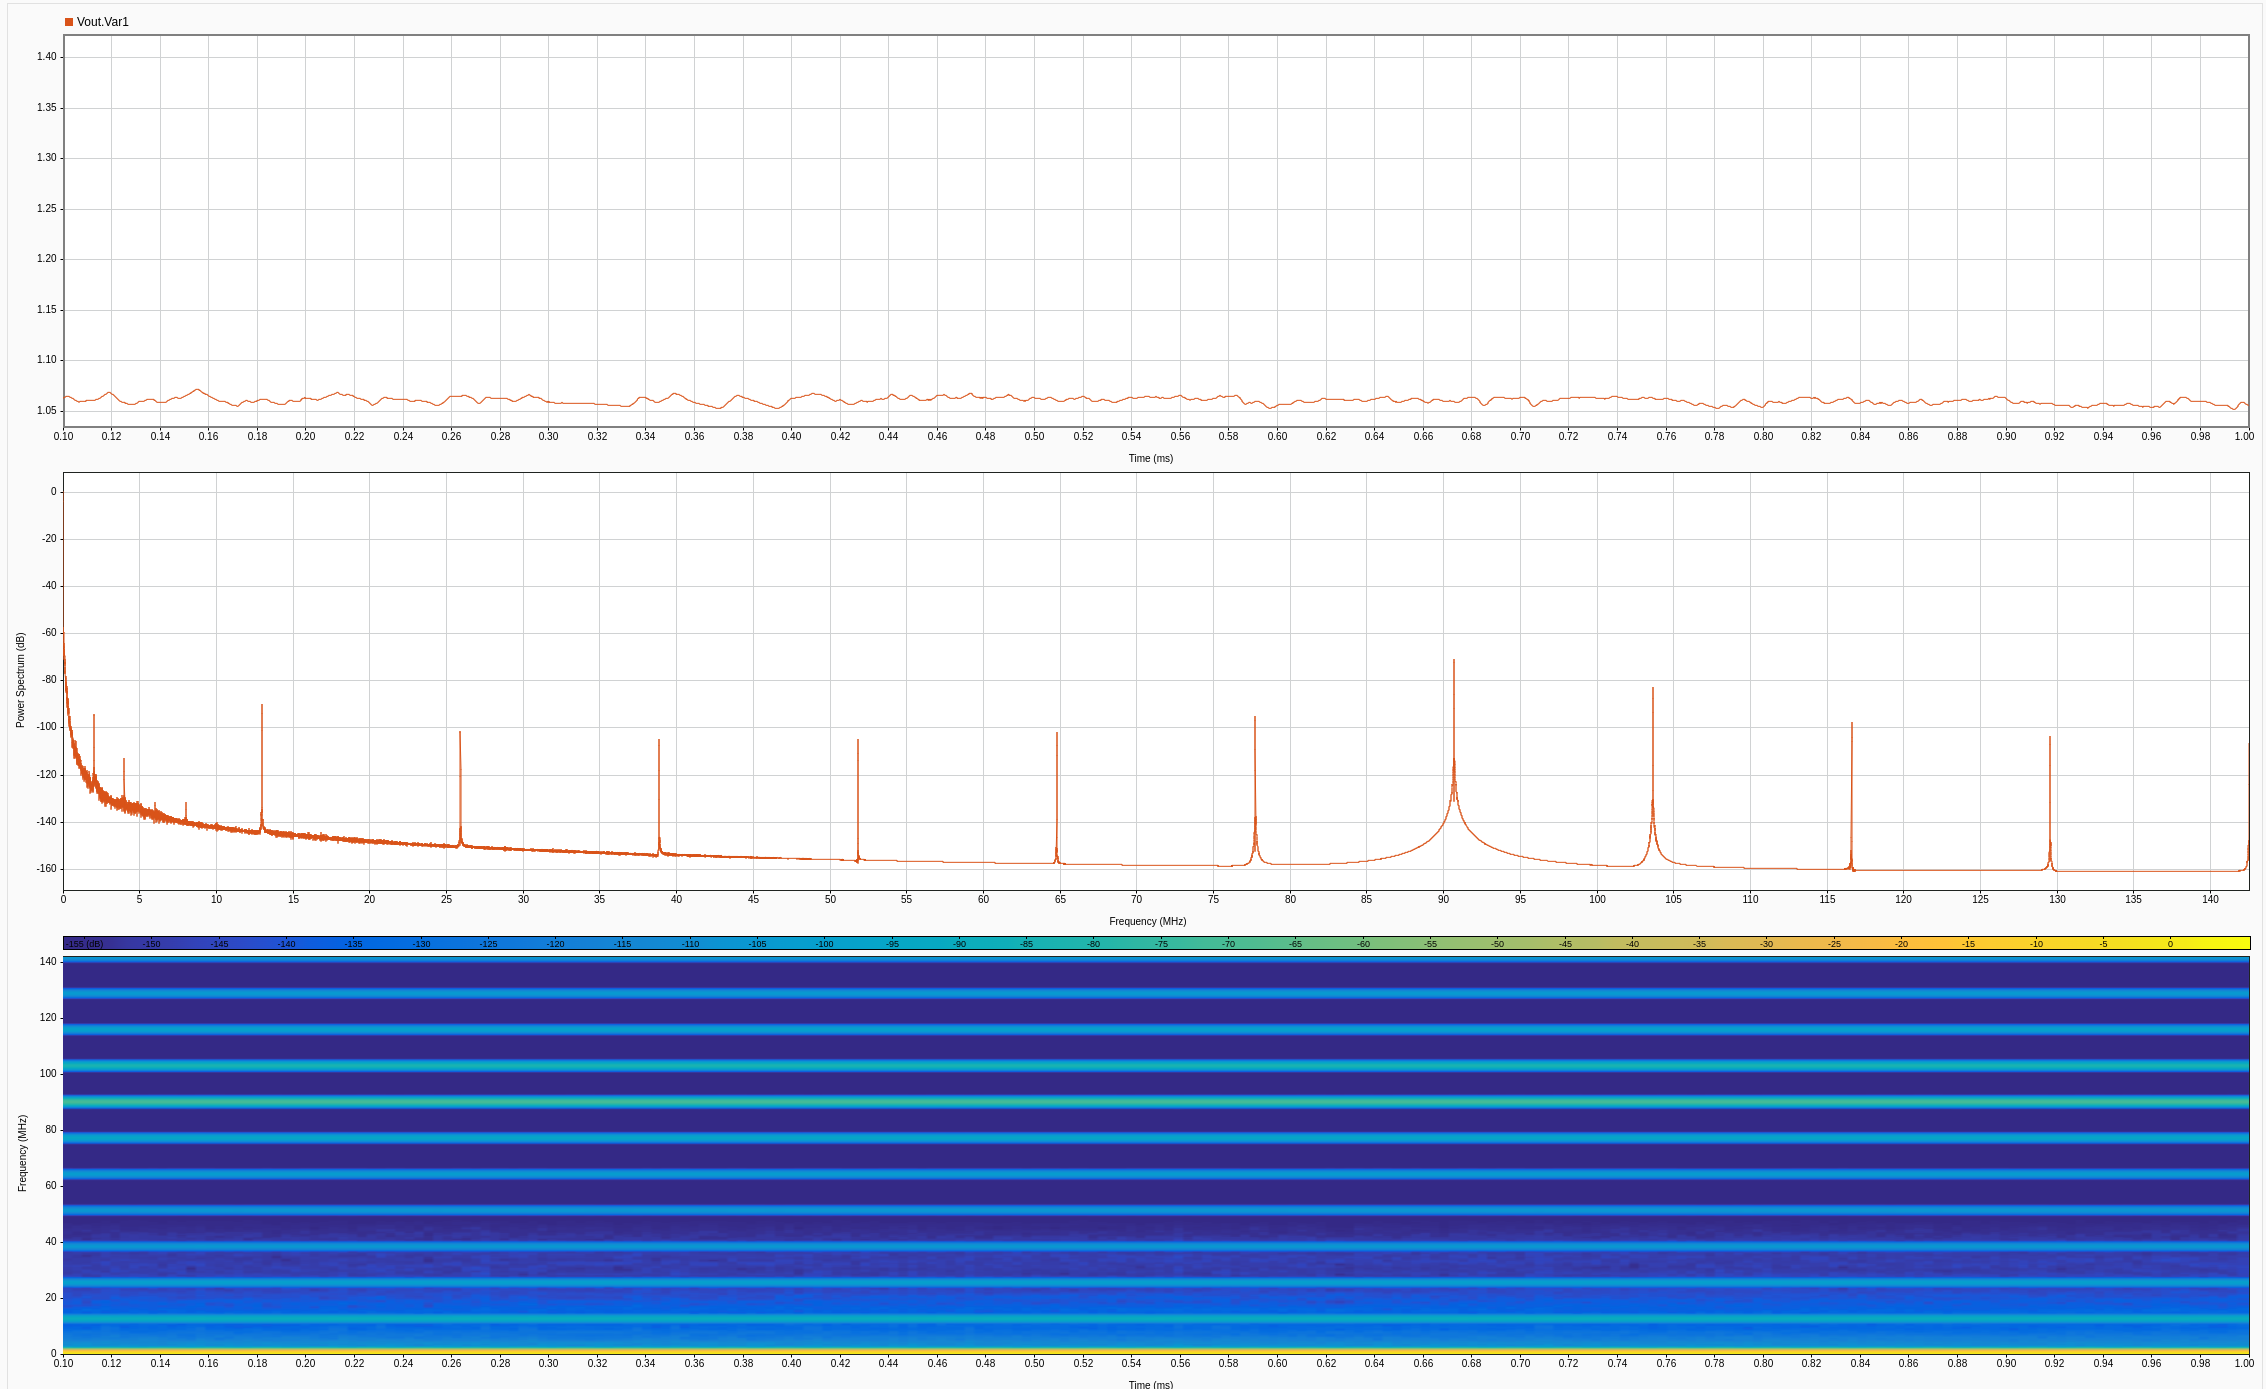 Vout.Var1
1.40
1.35
1.30
1.25
1.20
1.15
1.10
1.05
0.10 0.12 0.14 0.16 0.18 0.20 0.22 0.24 0.26 0.28 0.30 0.32 0.34 0.36 0.38 0.40 0.42 0.44 0.46 0.48 0.50 0.52 0.54 0.56 0.58 0.60 0.62 0.64 0.66 0.68 0.70 0.72 0.74 0.76 0.78 0.80 0.82 0.84 0.86 0.88 0.90 0.92 0.94 0.96 0.98 1.00
Time (ms)
Power Spectrum (dB)
0
-20
-40
-60
-80
-100
-120
-140
-160
0 5 10 15 20 25 30 35 40 45 50 55 60 65 70 75 80 85 90 95 100 105 110 115 120 125 130 135 140
Frequency (MHz)
-155 (dB) -150 -145 -140 -135 -130 -125 -120 -115 -110 -105 -100 -95 -90 -85 -80 -75 -70 -65 -60 -55 -50 -45 -40 -35 -30 -25 -20 -15 -10 -5 0
Frequency (MHz)
140
120
100
80
60
40
20
0
0.10 0.12 0.14 0.16 0.18 0.20 0.22 0.24 0.26 0.28 0.30 0.32 0.34 0.36 0.38 0.40 0.42 0.44 0.46 0.48 0.50 0.52 0.54 0.56 0.58 0.60 0.62 0.64 0.66 0.68 0.70 0.72 0.74 0.76 0.78 0.80 0.82 0.84 0.86 0.88 0.90 0.92 0.94 0.96 0.98 1.00
Time (ms)